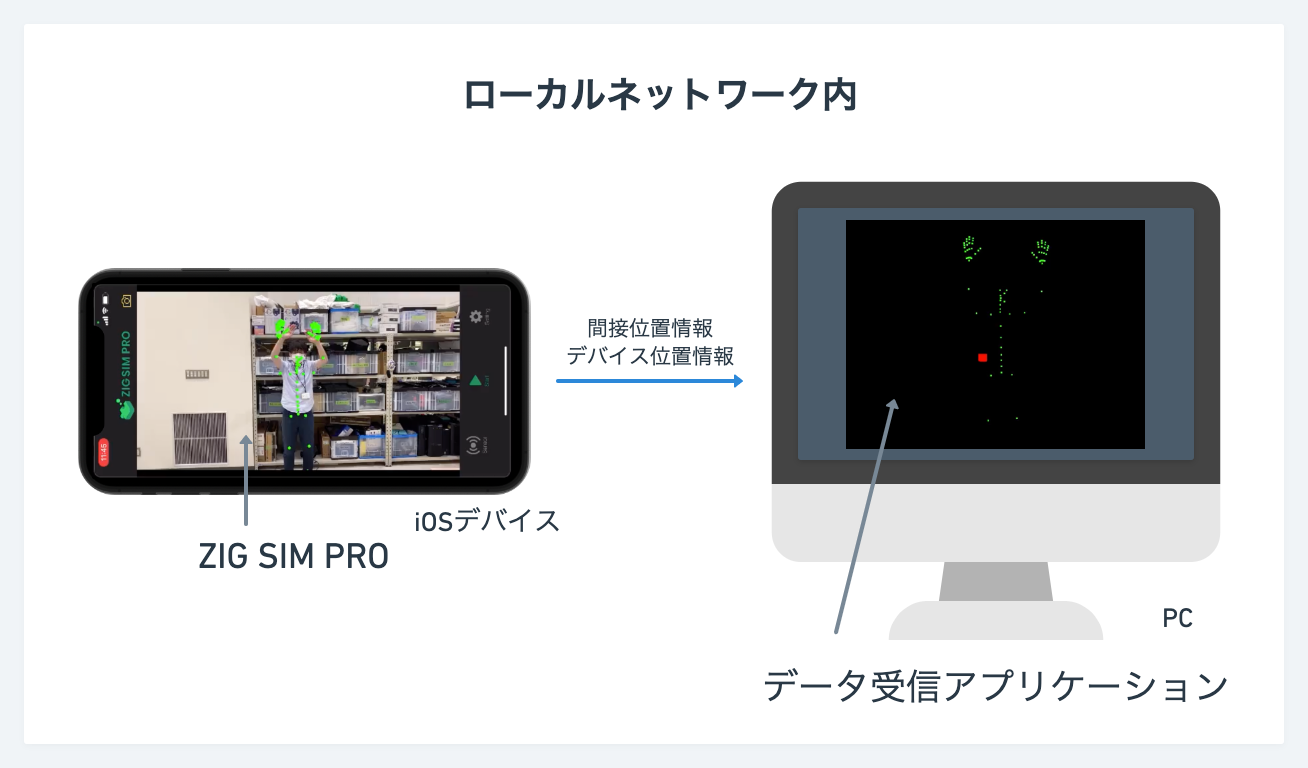 ローカルネットワーク内
間接位置情報
デバイス位置情報
ZIG SIM PRO
11:45
iOSデバイス
ZIG SIM PRO
PC
データ受信アプリケーション